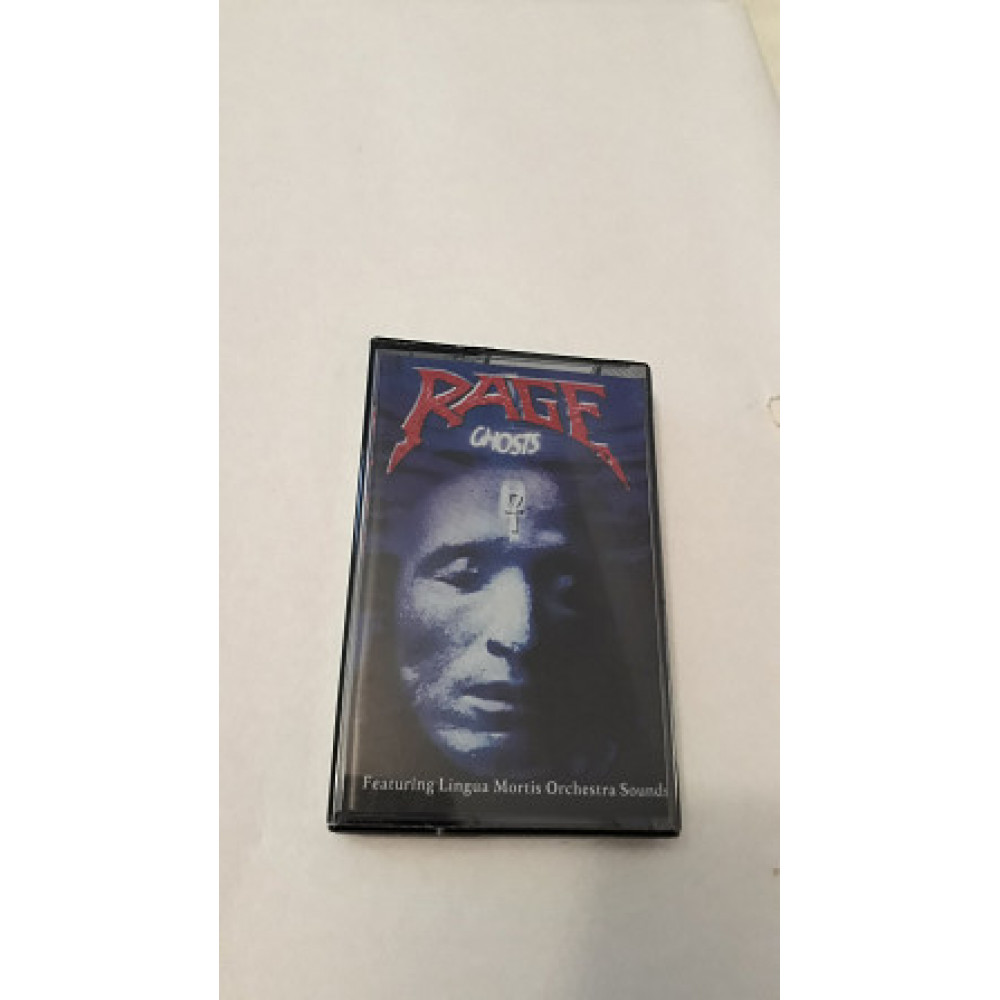 RAGE
GHOSTS
Featuring Lingua Mortis Orchestra Sounds